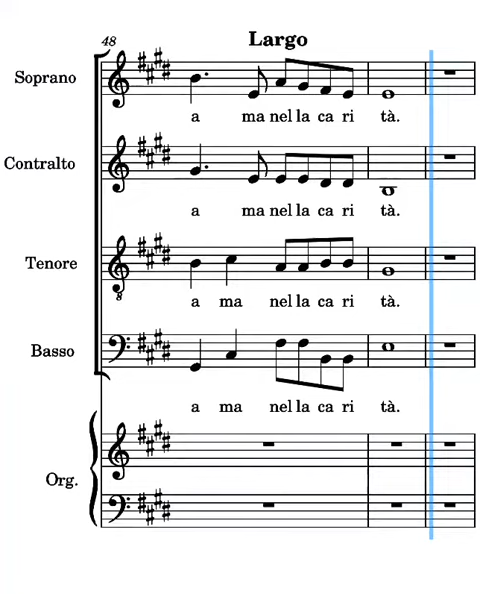 Largo
48
Soprano
a ma nel la ca ri tà.
Contralto
a ma nel la ca ri tà.
Tenore
8
a ma nel la ca ri tà.
Basso
a ma nel la ca ri tà.
Org.